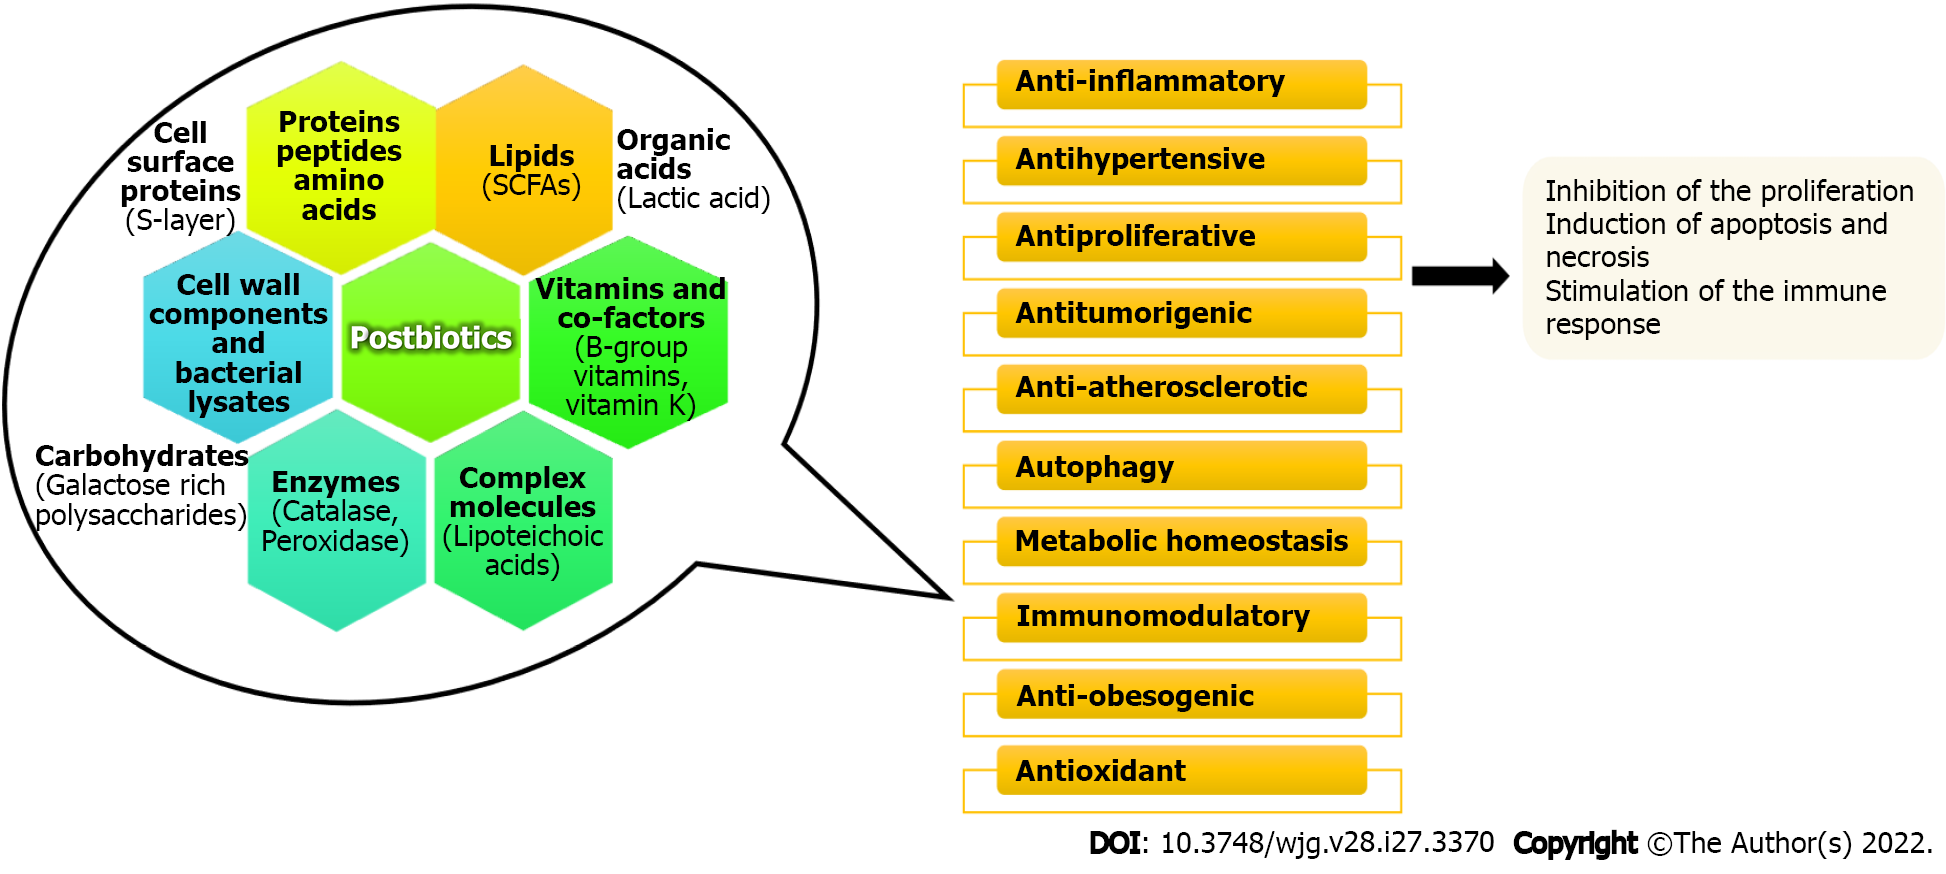 Cell
surface
proteins
(S-layer)
Proteins
peptides
amino
acids
Lipids
(SCFAs)
Organic
acids
(Lactic acid)
Cell wall
components
and
bacterial
lysates
Postbiotics
Vitamins and
co-factors
(B-group
vitamins,
vitamin K)
Carbohydrates
(Galactose rich
polysaccharides)
Enzymes
(Catalase,
Peroxidase)
Complex
molecules
(Lipoteichoic
acids)
Anti-inflammatory
Antihypertensive
Antiproliferative
Antitumorigenic
Anti-atherosclerotic
Autophagy
Metabolic homeostasis
Immunomodulatory
Anti-obesogenic
Antioxidant
Inhibition of the proliferation
Induction of apoptosis and
necrosis
Stimulation of the immune
response
DOI: 10.3748/wjg.v28.i27.3370 Copyright ©The Author(s) 2022.